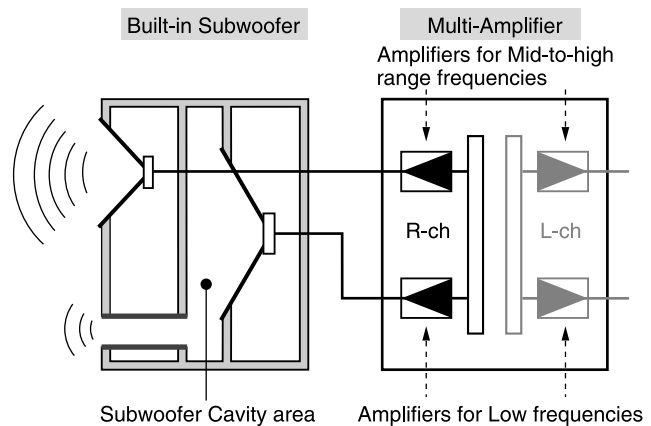 Built-in Subwoofer
Multi-Amplifier
Amplifiers for Mid-to-high
range frequencies
R-ch
L-ch
Subwoofer Cavity area
Amplifiers for Low frequencies